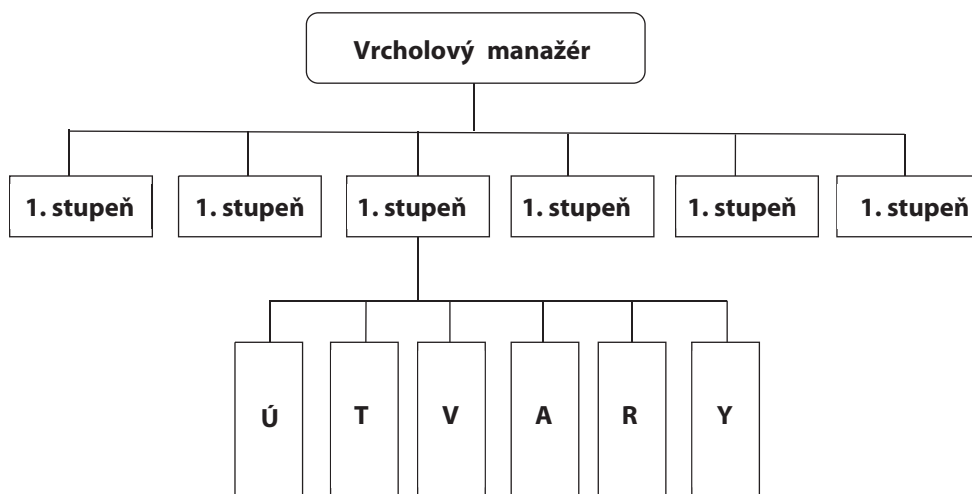 Vrcholový manažér
1. stupeň 1. stupeň 1. stupeň 1. stupeň 1. stupeň 1. stupeň
Ú T V A R Y